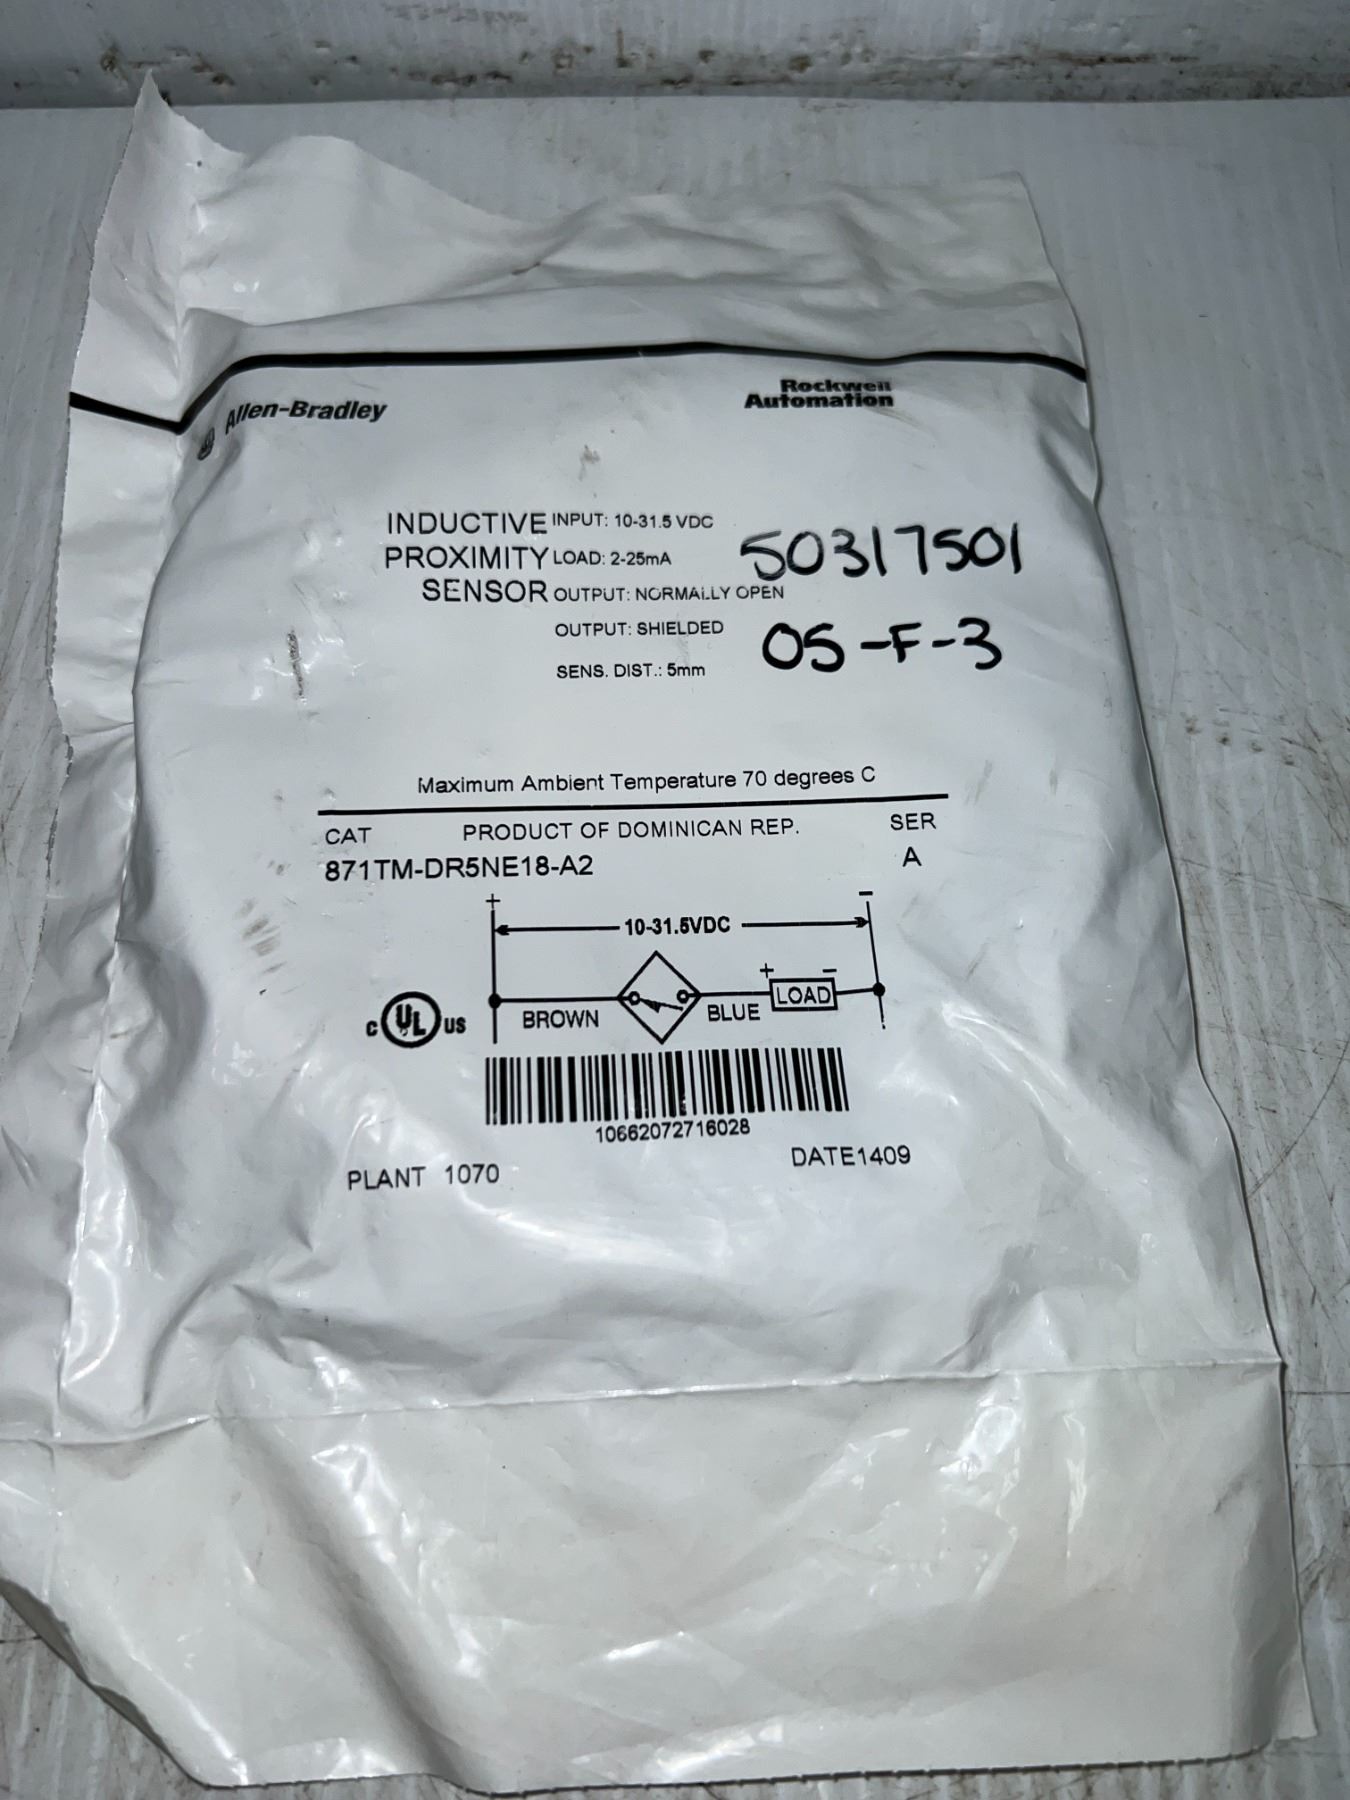 Allen-Bradley
Rockwell
Automation
INDUCTIVE INPUT: 10-31.5 VDC
PROXIMITY LOAD: 2-25mA
SENSOR OUTPUT: NORMALLY OPEN
OUTPUT: SHIELDED
SENS. DIST.: 5mm
50317501
05-F-3
Maximum Ambient Temperature 70 degrees C
CAT PRODUCT OF DOMINICAN REP. SER
871TM-DR5NE18-A2 A
+ -
10-31.5VDC
+ -
BROWN BLUE LOAD
C UL US
10662072716028
PLANT 1070 DATE1409